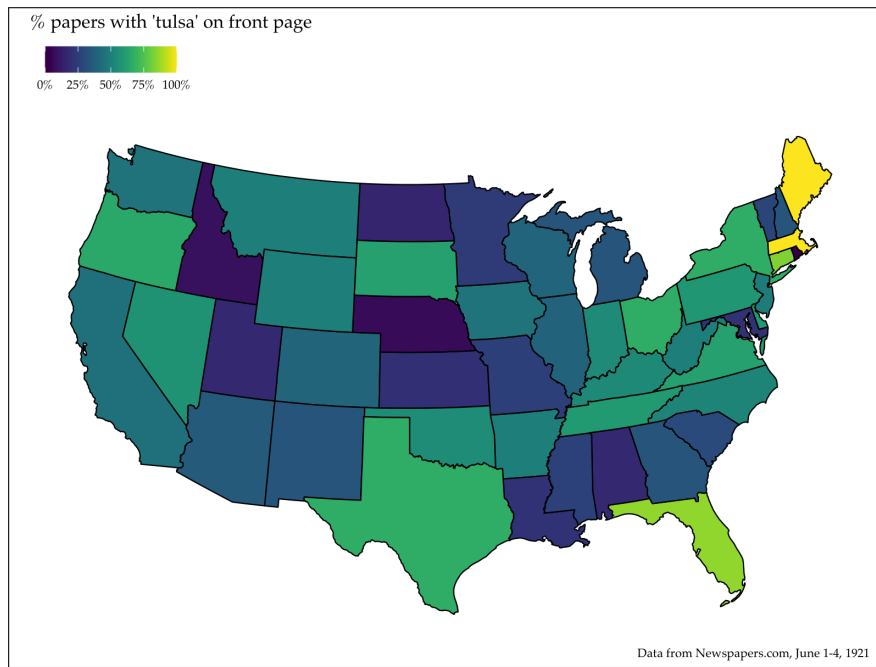 % papers with 'tulsa' on front page
0% 25% 50% 75% 100%
Data from Newspapers.com, June 1-4, 1921